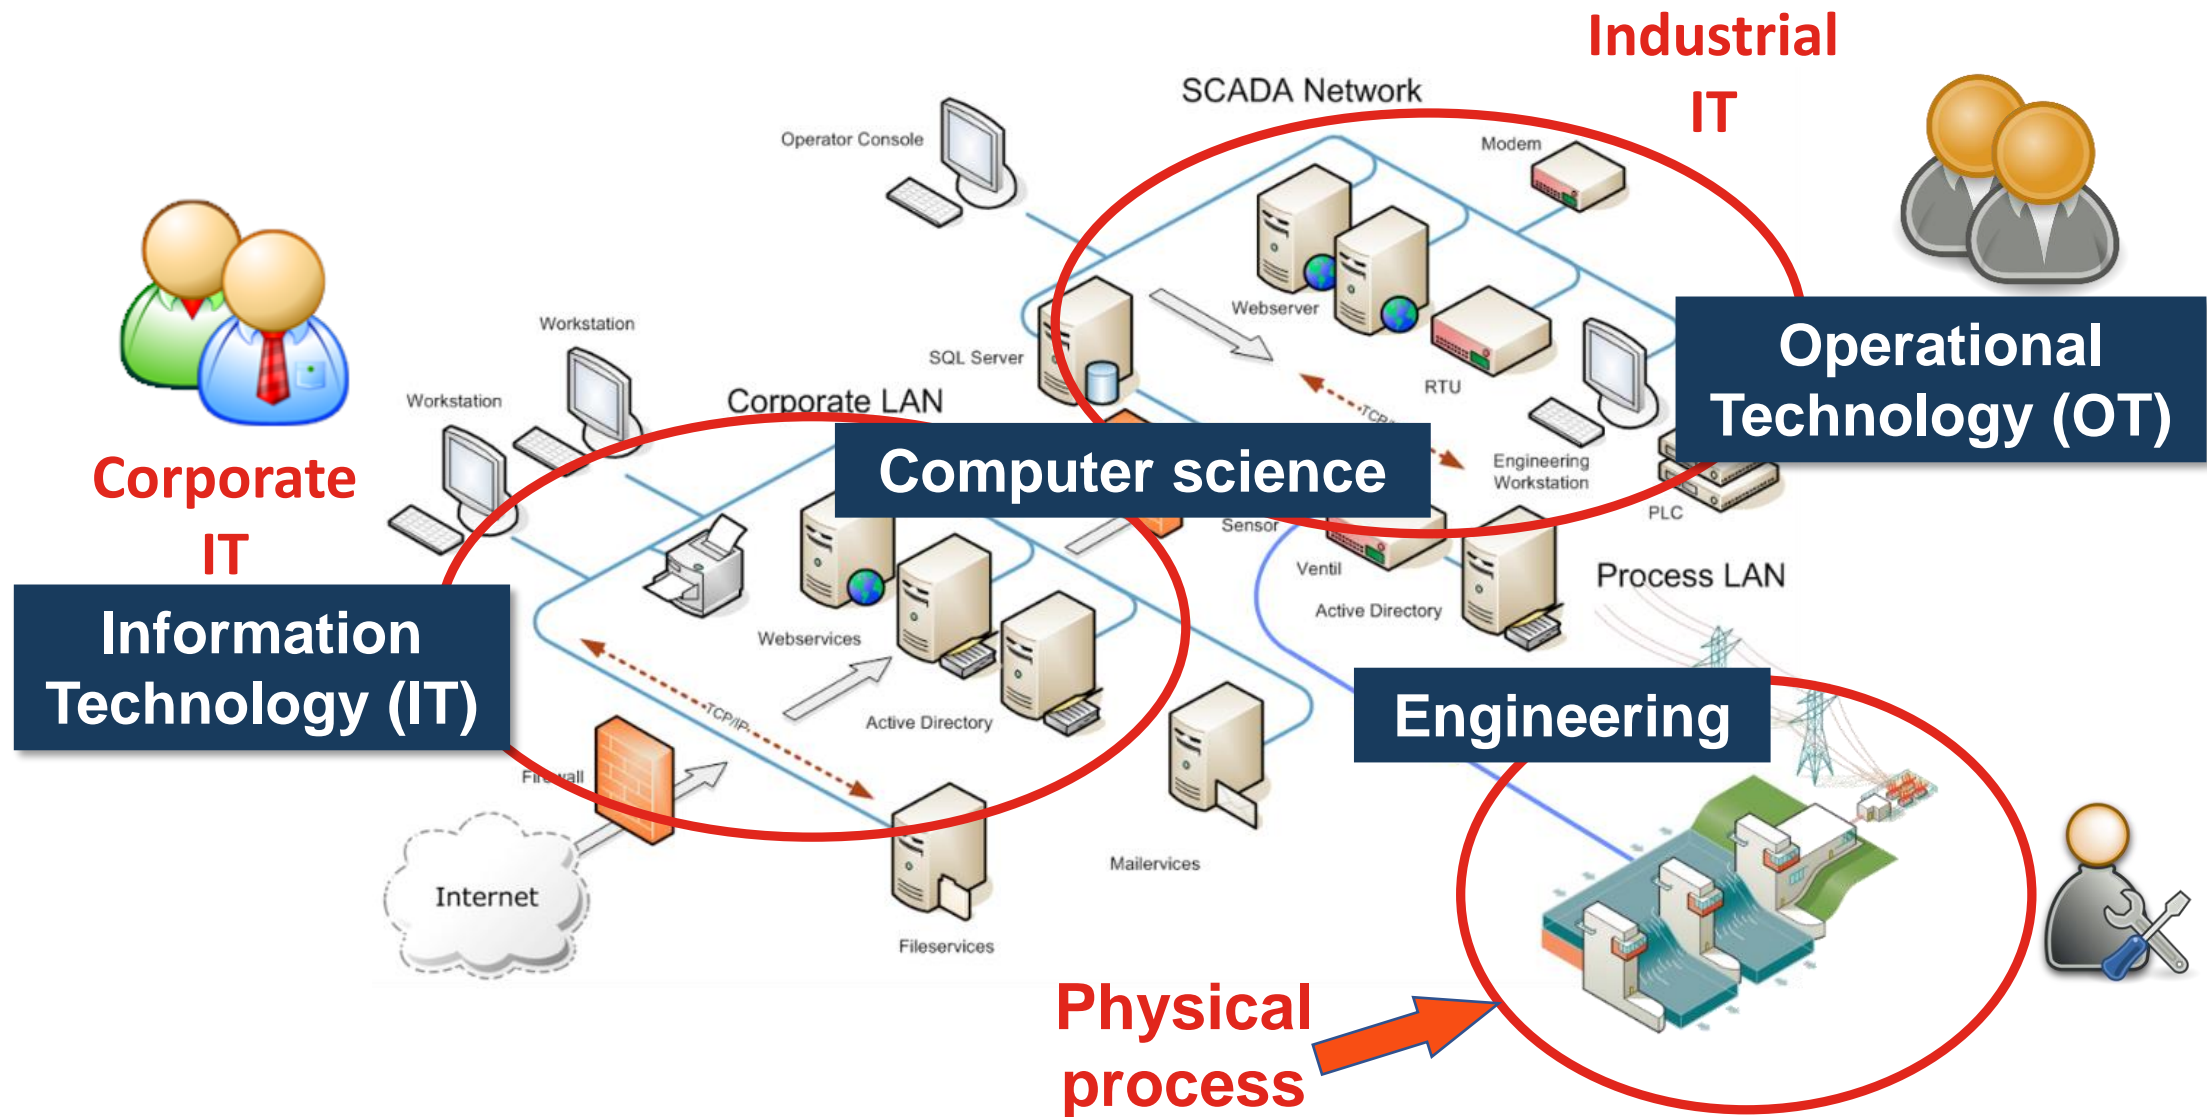 Industrial
IT
SCADA Network
Operator Console
Modem
Webserver
SQL Server
RTU
TCP/
Engineering
Workstation
PLC
Operational
Technology (OT)
Workstation
Workstation
Corporate LAN
Corporate
IT
Computer science
Sensor
Ventil
Active Directory
Process LAN
Information
Technology (IT)
Webservices
TCP/IP
Active Directory
Engineering
Firewall
Internet
Mailervices
Fileservices
Physical
process